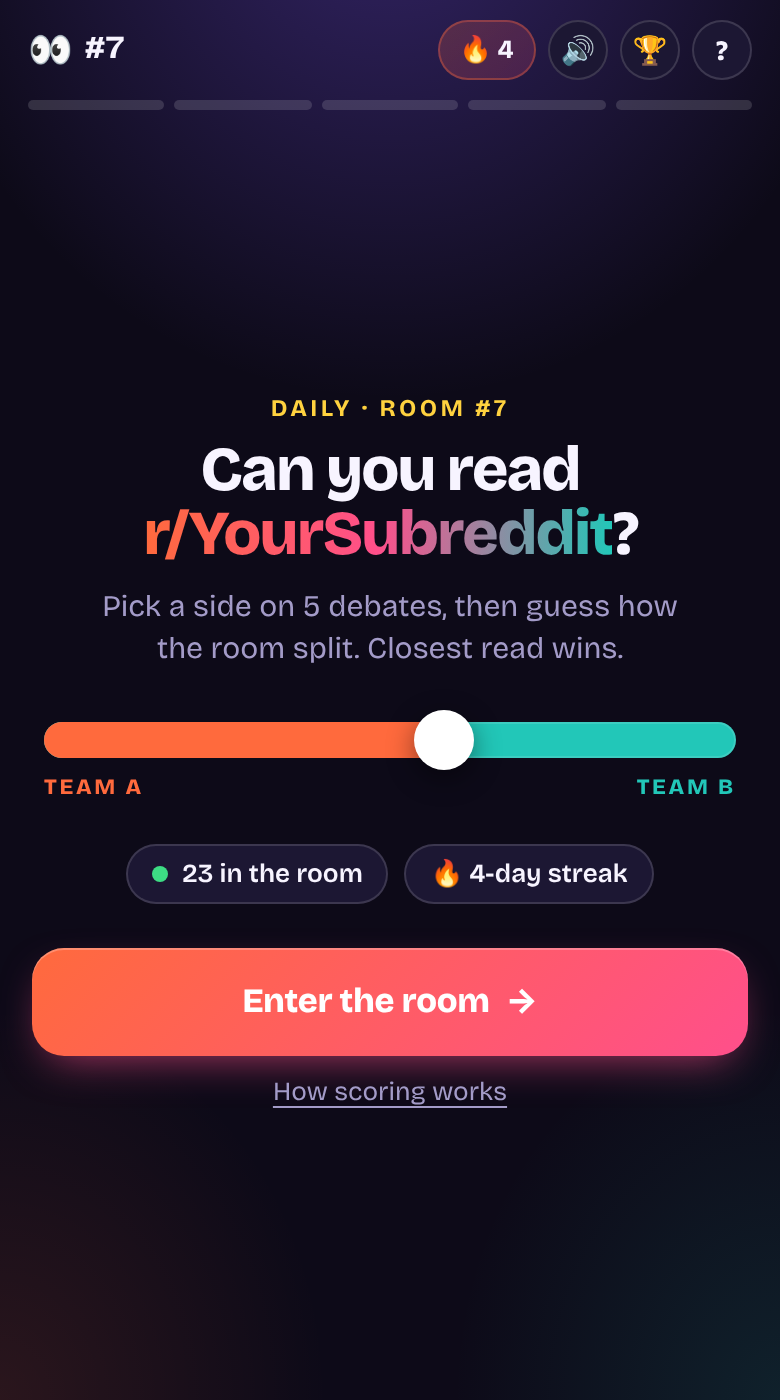 👀 #7
🔥 4
?
DAILY · ROOM #7
Can you read
r/YourSubreddit?
Pick a side on 5 debates, then guess how
the room split. Closest read wins.
TEAM A
TEAM B
23 in the room
🔥 4-day streak
Enter the room →
How scoring works